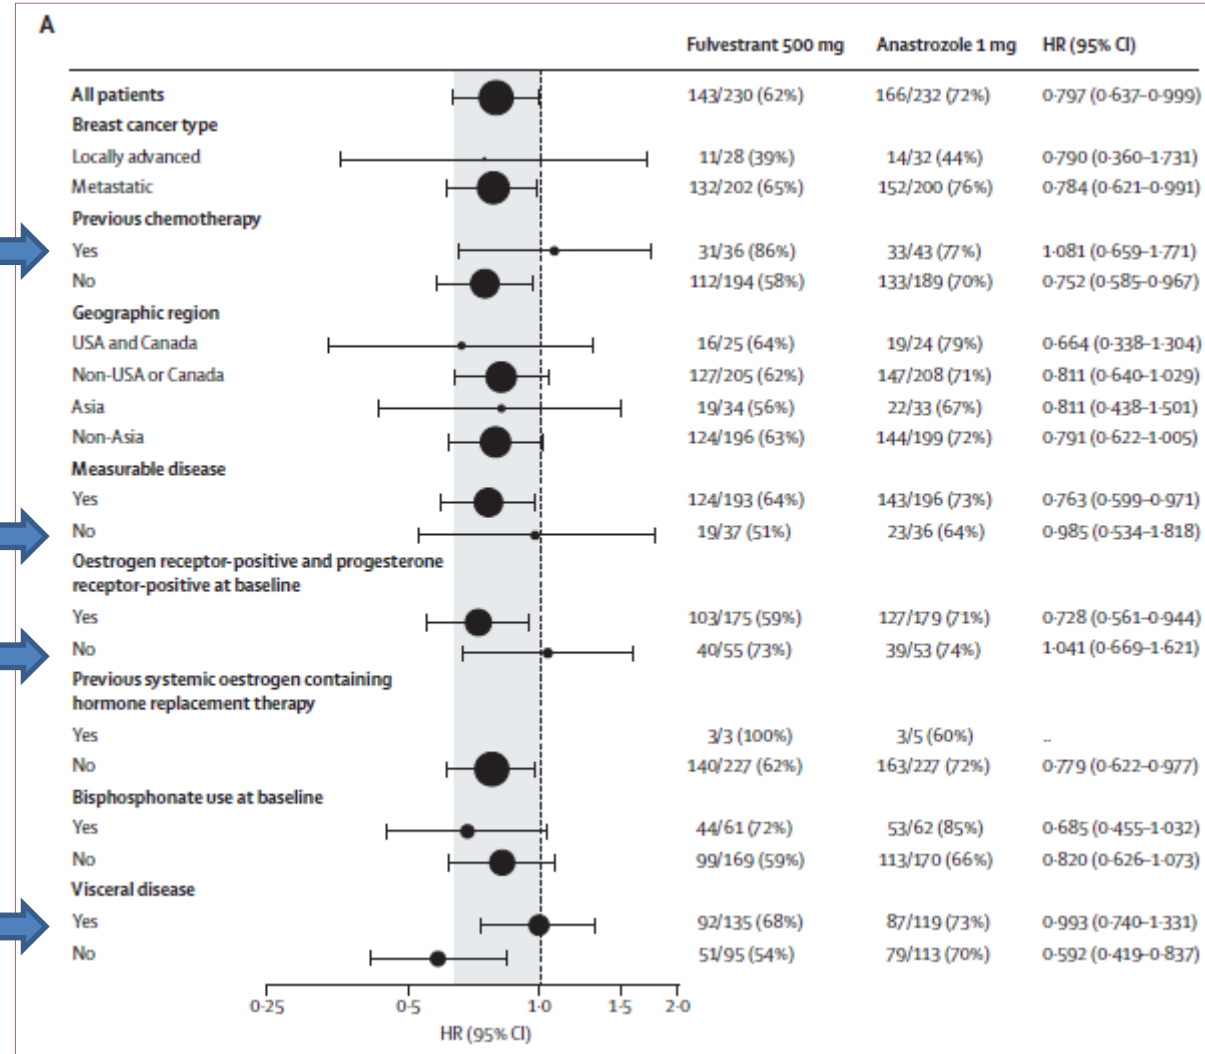 A
Fulvestrant 500 mg Anastrozole 1 mg HR (95% CI)
All patients 143/230 (62%) 166/232 (72%) 0·797 (0·637–0·999)
Breast cancer type
Locally advanced 11/28 (39%) 14/32 (44%) 0·790 (0·360–1·731)
Metastatic 132/202 (65%) 152/200 (76%) 0·784 (0·621–0·991)
Previous chemotherapy
Yes 31/36 (86%) 33/43 (77%) 1·081 (0·659–1·771)
No 112/194 (58%) 133/189 (70%) 0·752 (0·585–0·967)
Geographic region
USA and Canada 16/25 (64%) 19/24 (79%) 0·664 (0·338–1·304)
Non-USA or Canada 127/205 (62%) 147/208 (71%) 0·811 (0·640–1·029)
Asia 19/34 (56%) 22/33 (67%) 0·811 (0·438–1·501)
Non-Asia 124/196 (63%) 144/199 (72%) 0·791 (0·622–1·005)
Measurable disease
Yes 124/193 (64%) 143/196 (73%) 0·763 (0·599–0·971)
No 19/37 (51%) 23/36 (64%) 0·985 (0·534–1·818)
Oestrogen receptor-positive and progesterone
receptor-positive at baseline
Yes 103/175 (59%) 127/179 (71%) 0·728 (0·561–0·944)
No 40/55 (73%) 39/53 (74%) 1·041 (0·669–1·621)
Previous systemic oestrogen containing
hormone replacement therapy
Yes 3/3 (100%) 3/5 (60%) ..
No 140/227 (62%) 163/227 (72%) 0·779 (0·622–0·977)
Bisphosphonate use at baseline
Yes 44/61 (72%) 53/62 (85%) 0·685 (0·455–1·032)
No 99/169 (59%) 113/170 (66%) 0·820 (0·626–1·073)
Visceral disease
Yes 92/135 (68%) 87/119 (73%) 0·993 (0·740–1·331)
No 51/95 (54%) 79/113 (70%) 0·592 (0·419–0·837)
0·25 0·5 1·0 1·5 2·0
HR (95% CI)